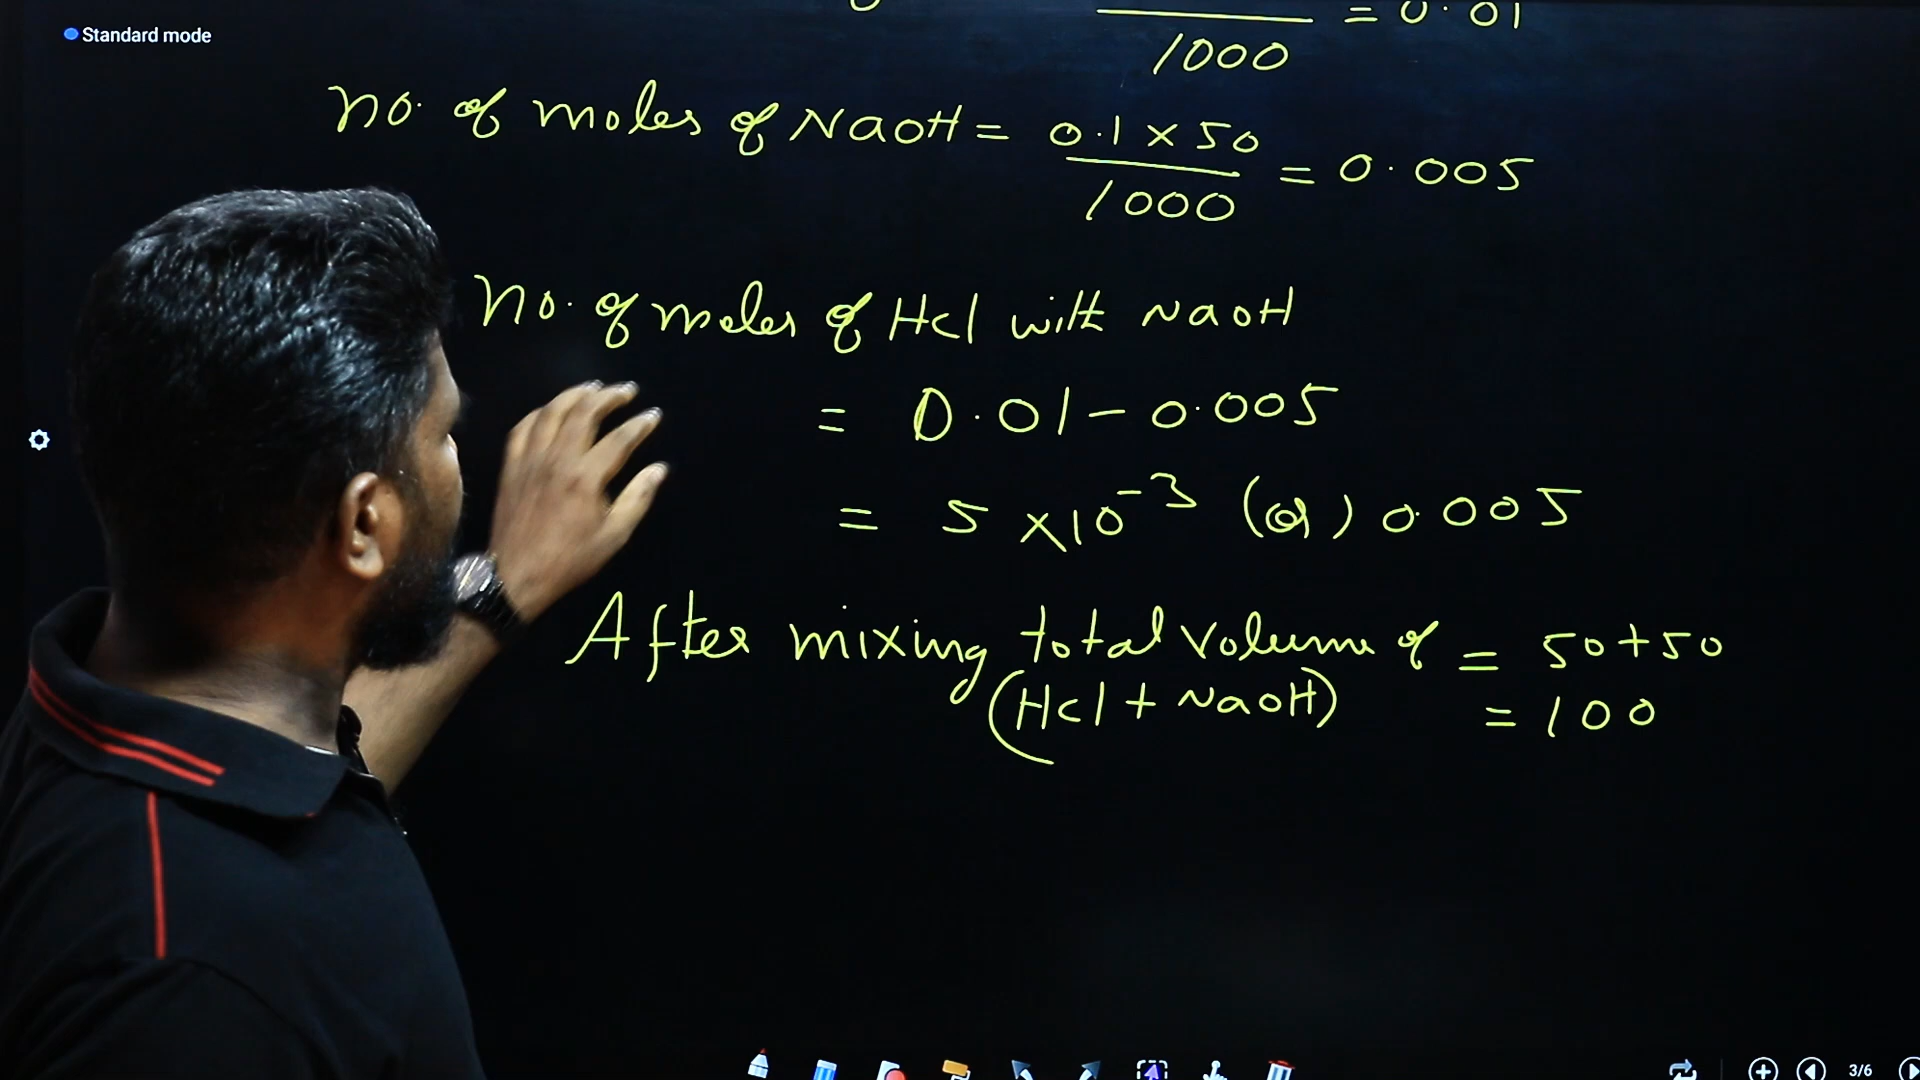 Standard mode
= 0.01
1000
no. of moles of NaOH = 0.1 × 50
= 0.005
1000
no. of moles of Hcl with NaOH
= 0.01 - 0.005
= 5 × 10⁻³ (or) 0.005
After mixing total volume of = 50 + 50
(Hcl + NaOH) = 100
3/6